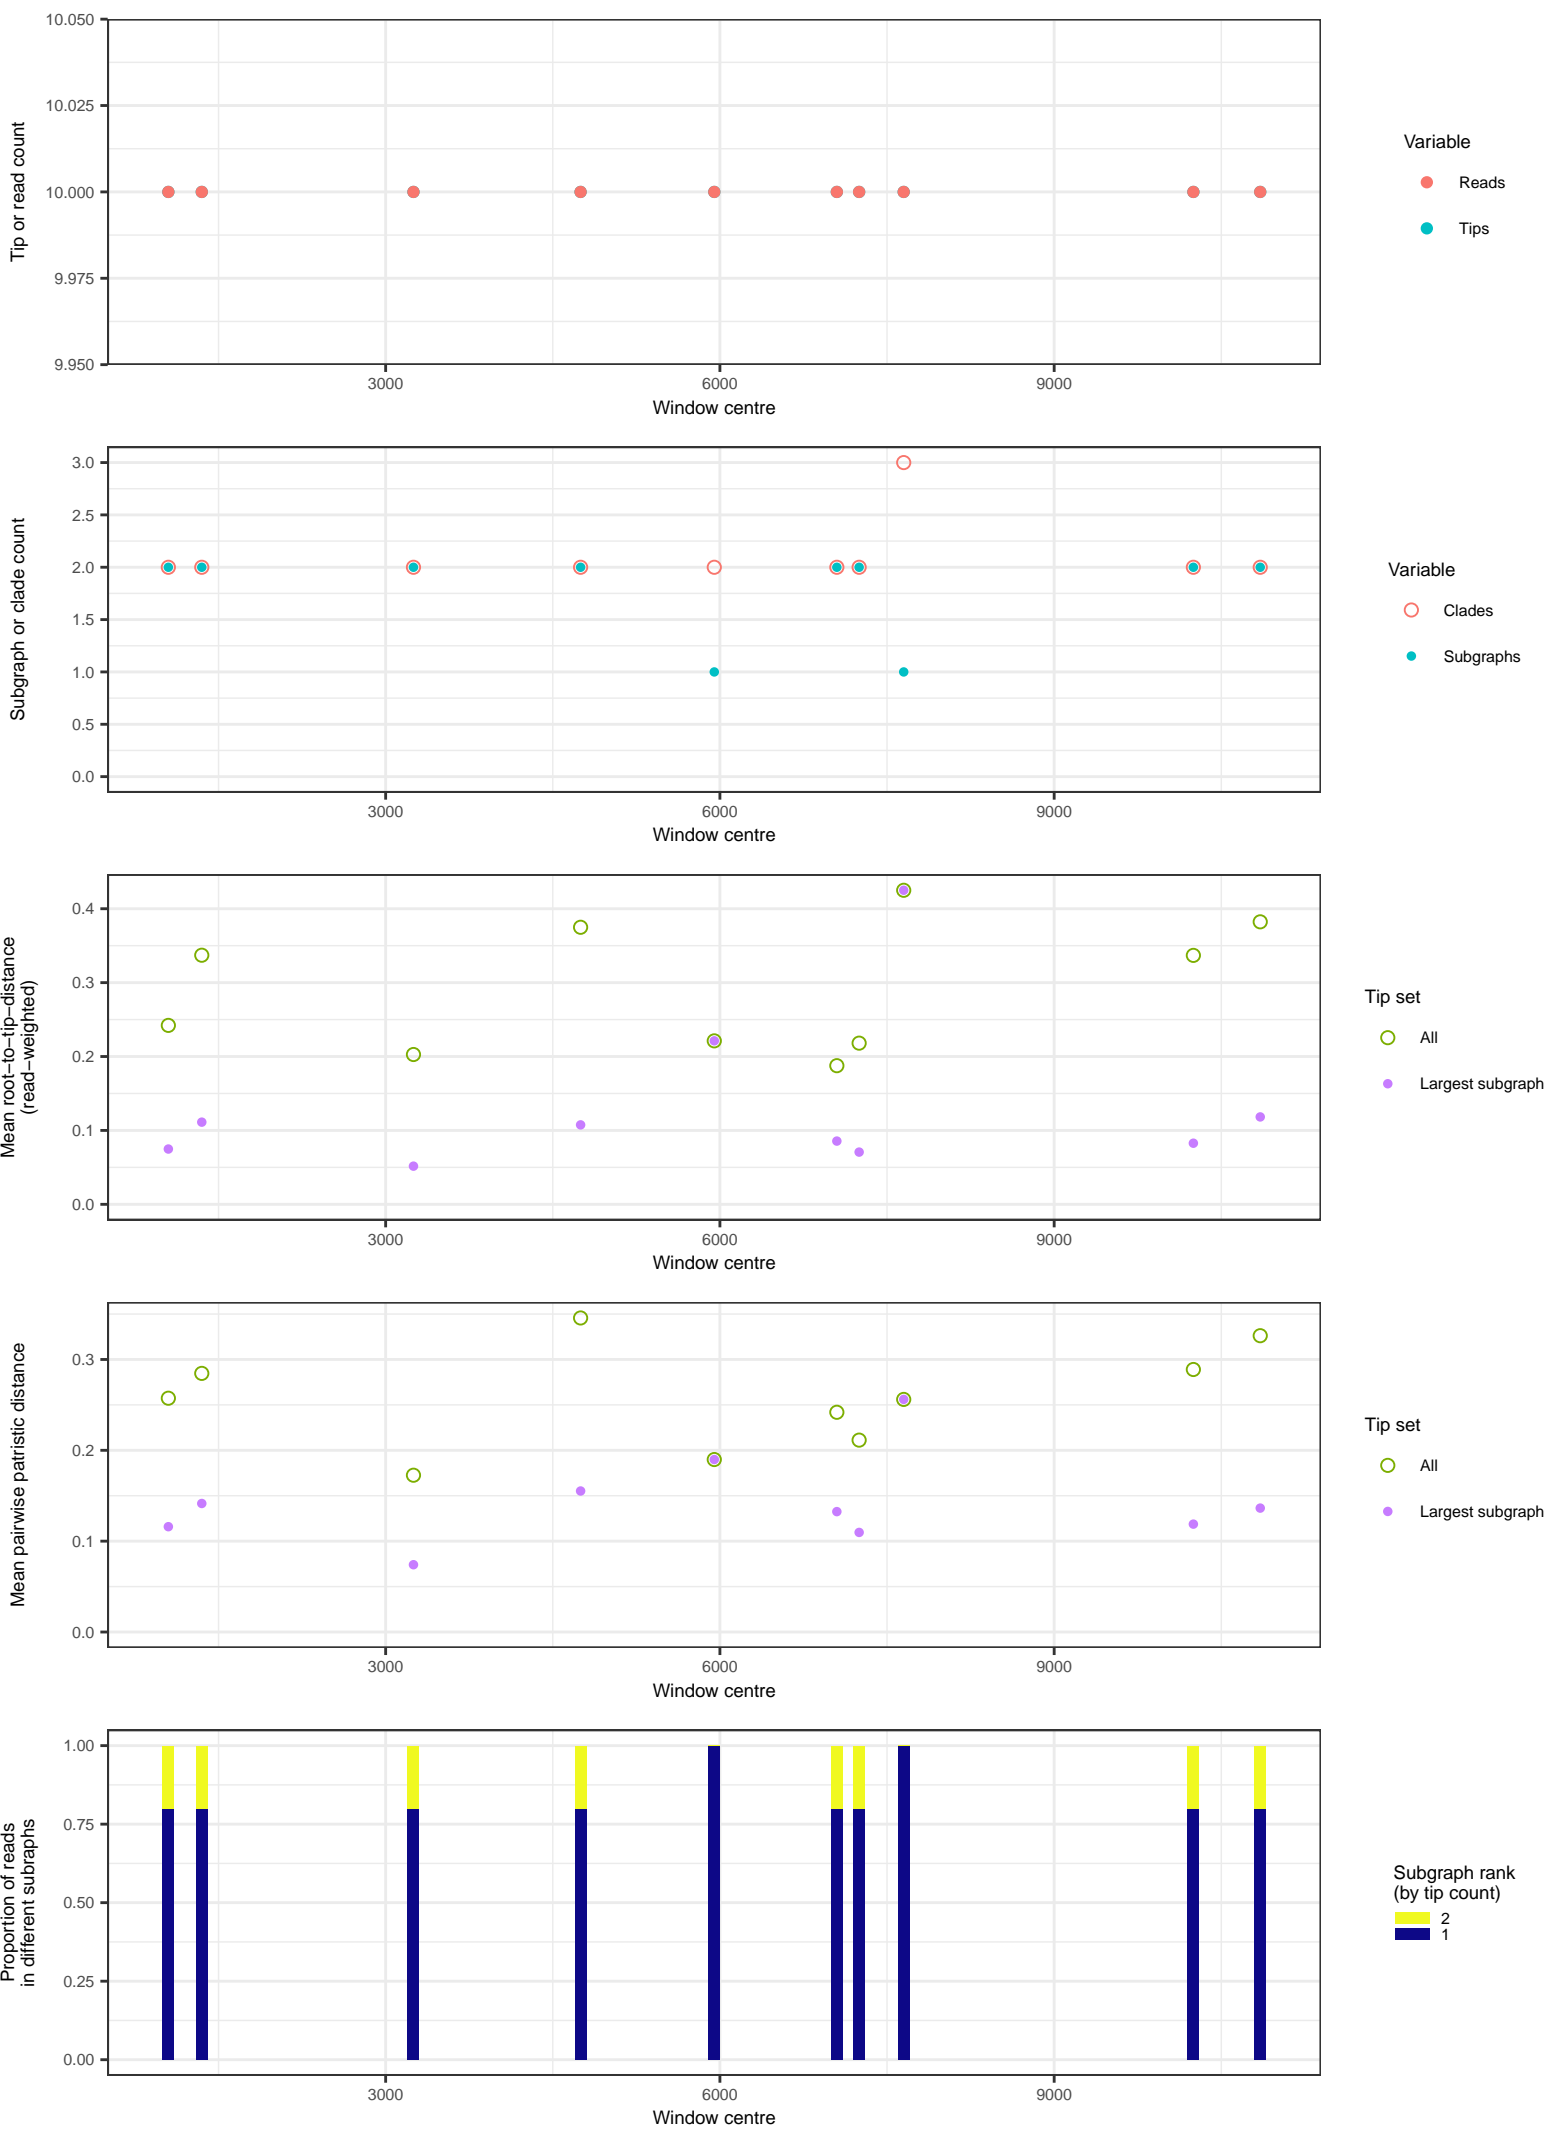 10.050
10.025
10.000
9.975
9.950
Tip or read count
3000
6000
9000
Window centre
Variable
Reads
Tips
3.0
2.5
2.0
1.5
1.0
0.5
0.0
Subgraph or clade count
3000
6000
9000
Window centre
Variable
Clades
Subgraphs
0.4
0.3
0.2
0.1
0.0
Mean root−to−tip−distance
(read−weighted)
3000
6000
9000
Window centre
Tip set
All
Largest subgraph
0.3
0.2
0.1
0.0
Mean pairwise patristic distance
3000
6000
9000
Window centre
Tip set
All
Largest subgraph
1.00
0.75
0.50
0.25
0.00
Proportion of reads
in different subraphs
3000
6000
9000
Window centre
Subgraph rank
(by tip count)
2
1